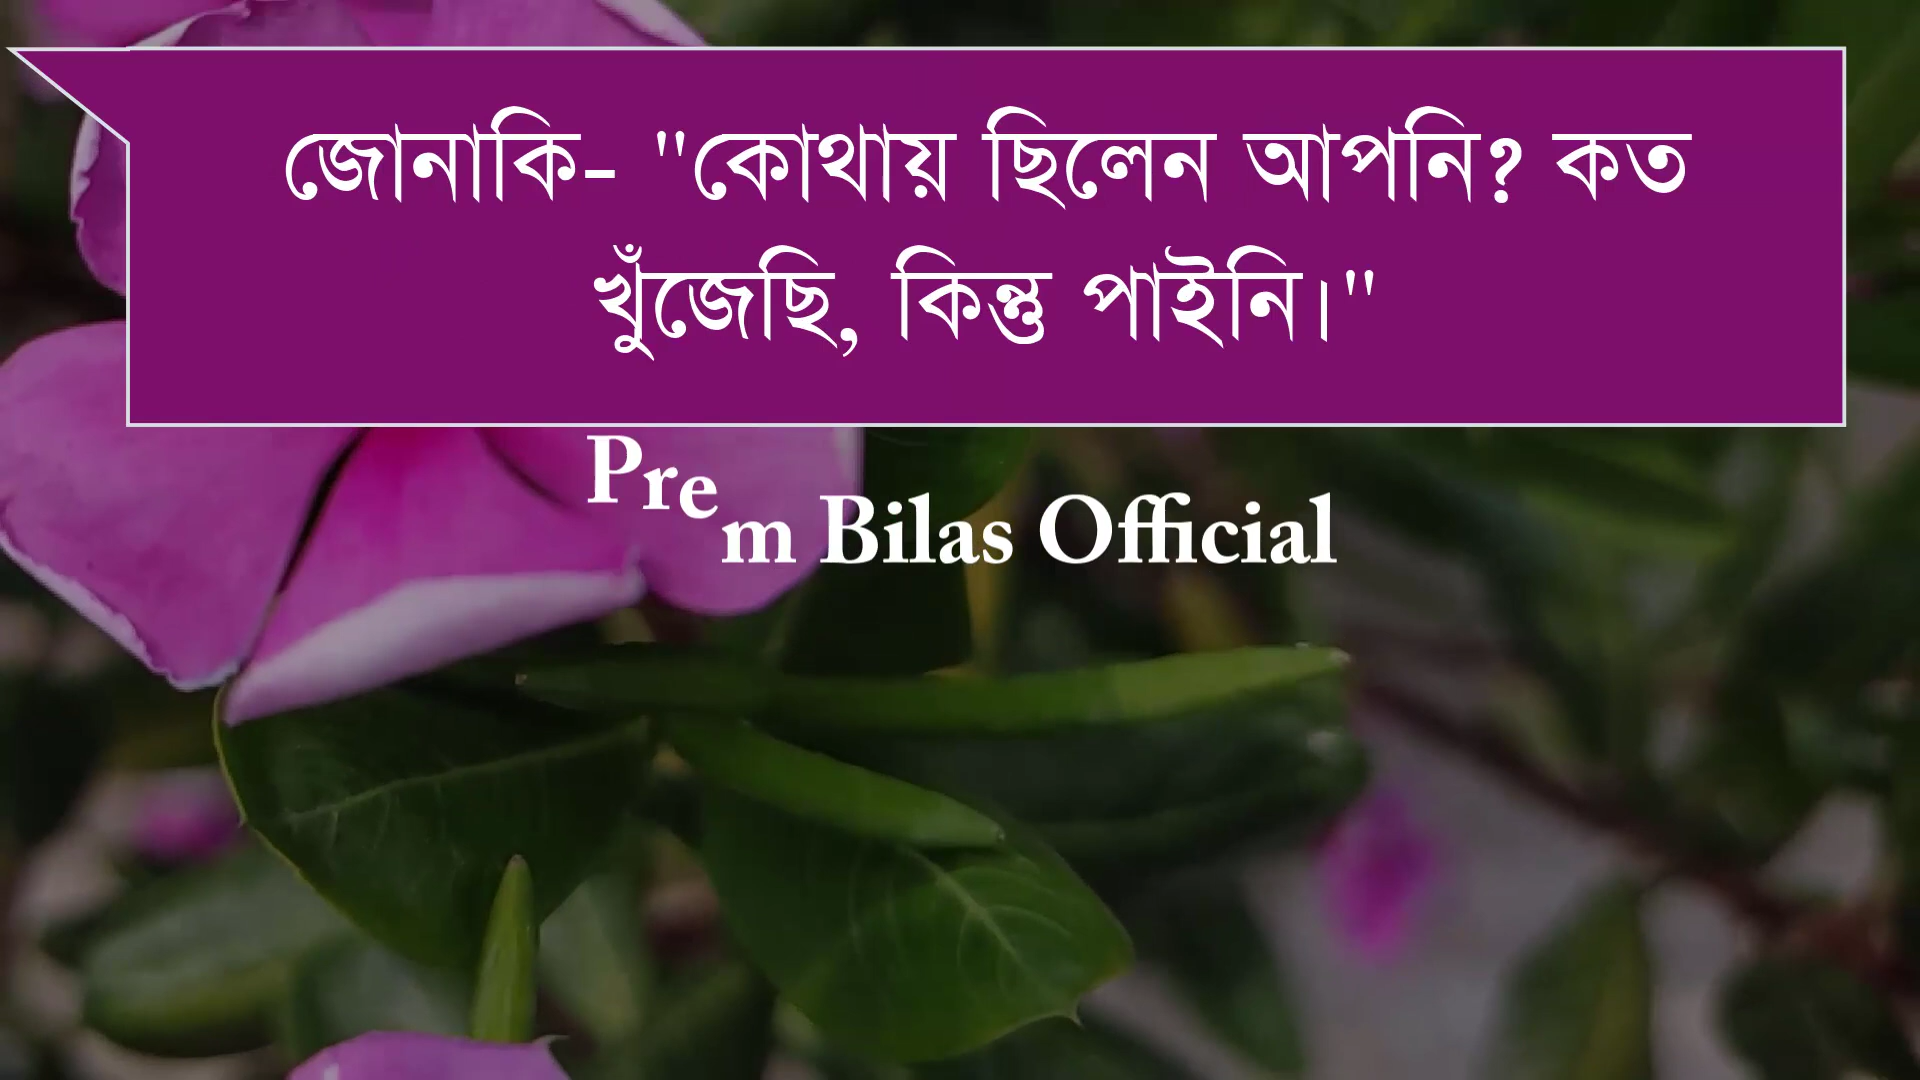 জোনাকি- "কোথায় ছিলেন আপনি? কত
খুঁজেছি, কিন্তু পাইনি।"
Prem Bilas Official